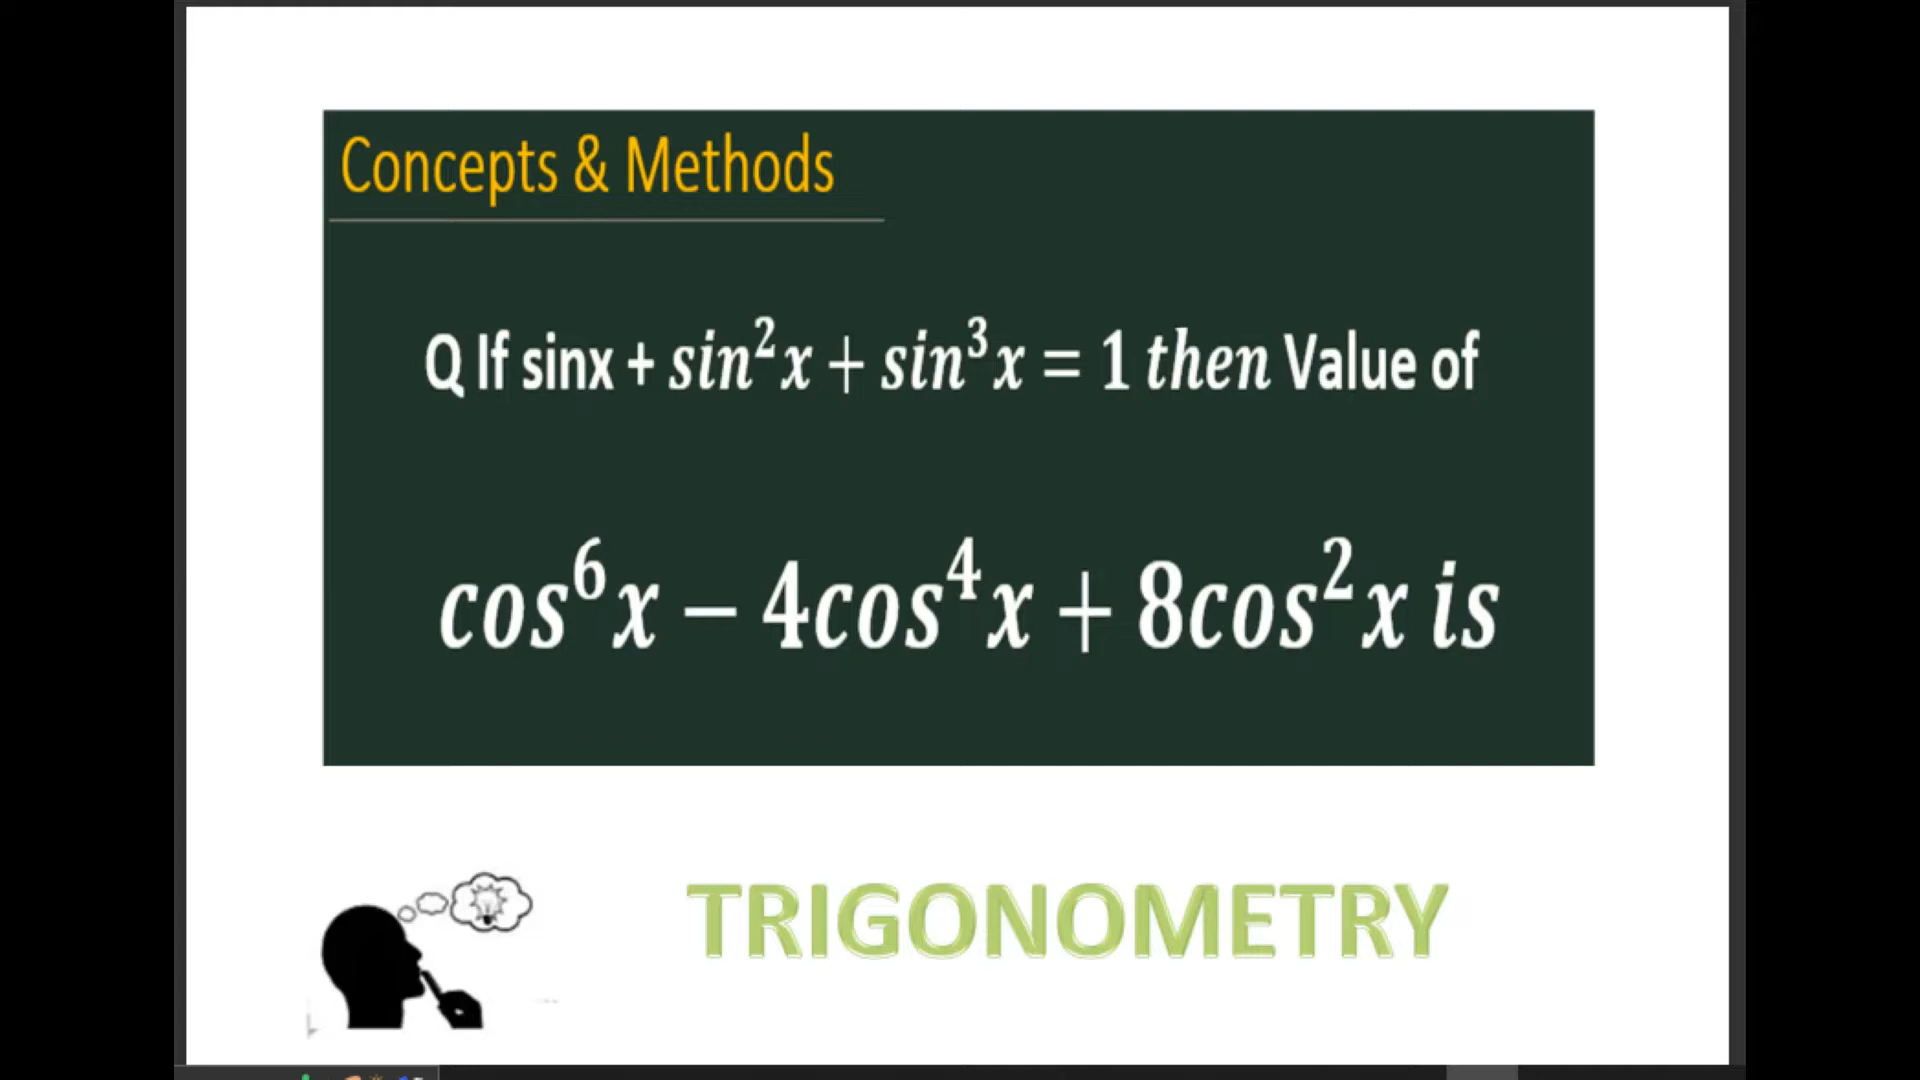 Concepts & Methods
Q If sinx + sin²x + sin³x = 1 then Value of
cos⁶x − 4cos⁴x + 8cos²x is
TRIGONOMETRY